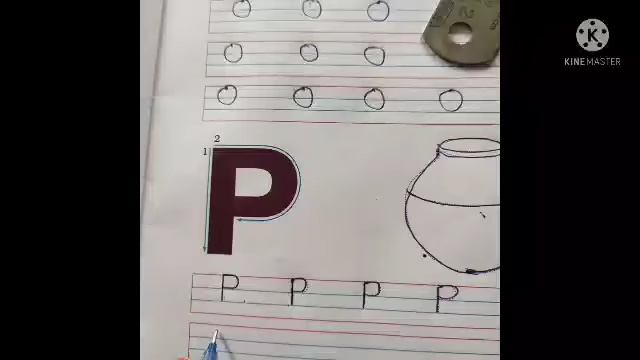 o o o
o o o
o o o o
K
KINEMASTER
2
1
P
P P P P